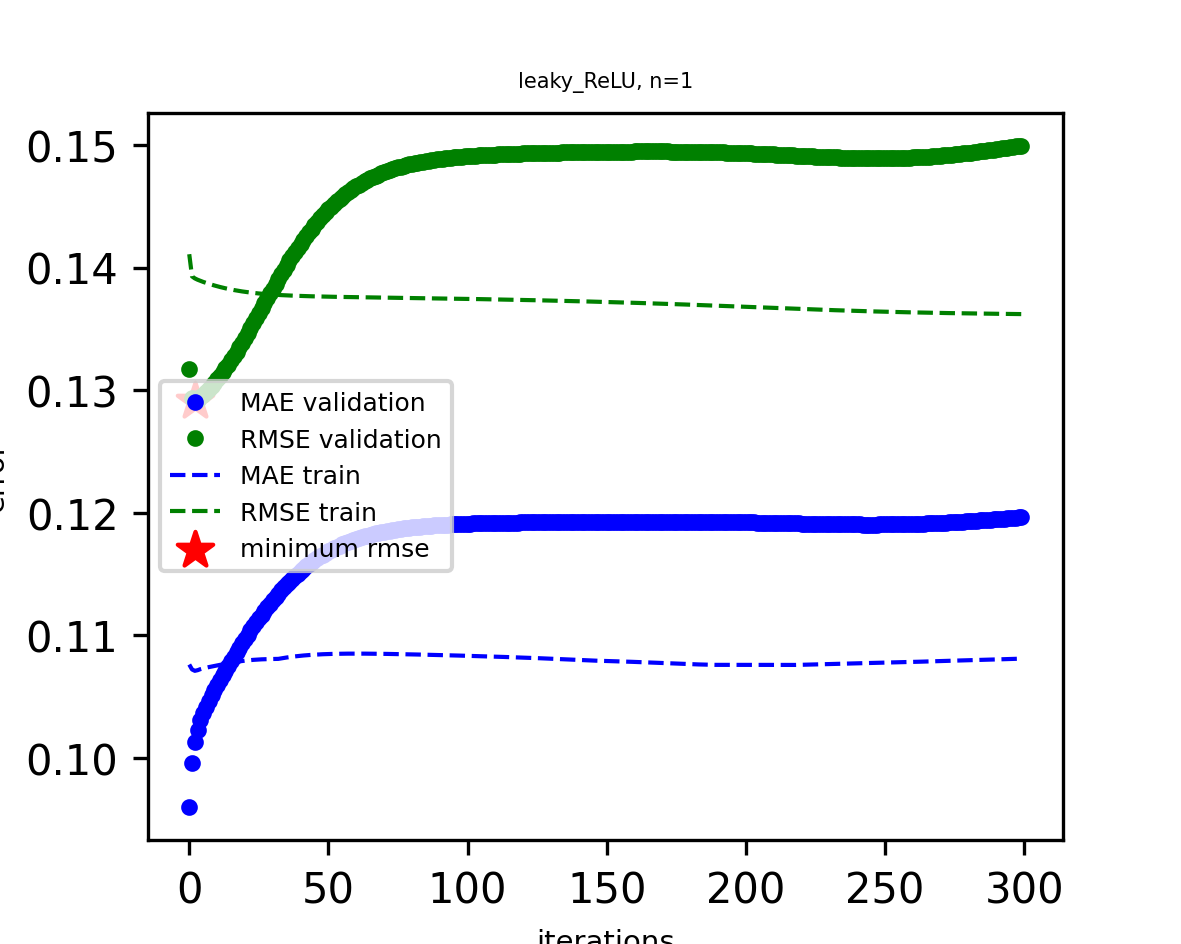 leaky_ReLU, n=1
0.15
0.14
0.13
0.12
0.11
0.10
MAE validation
RMSE validation
MAE train
RMSE train
minimum rmse
0 50 100 150 200 250 300
iterations